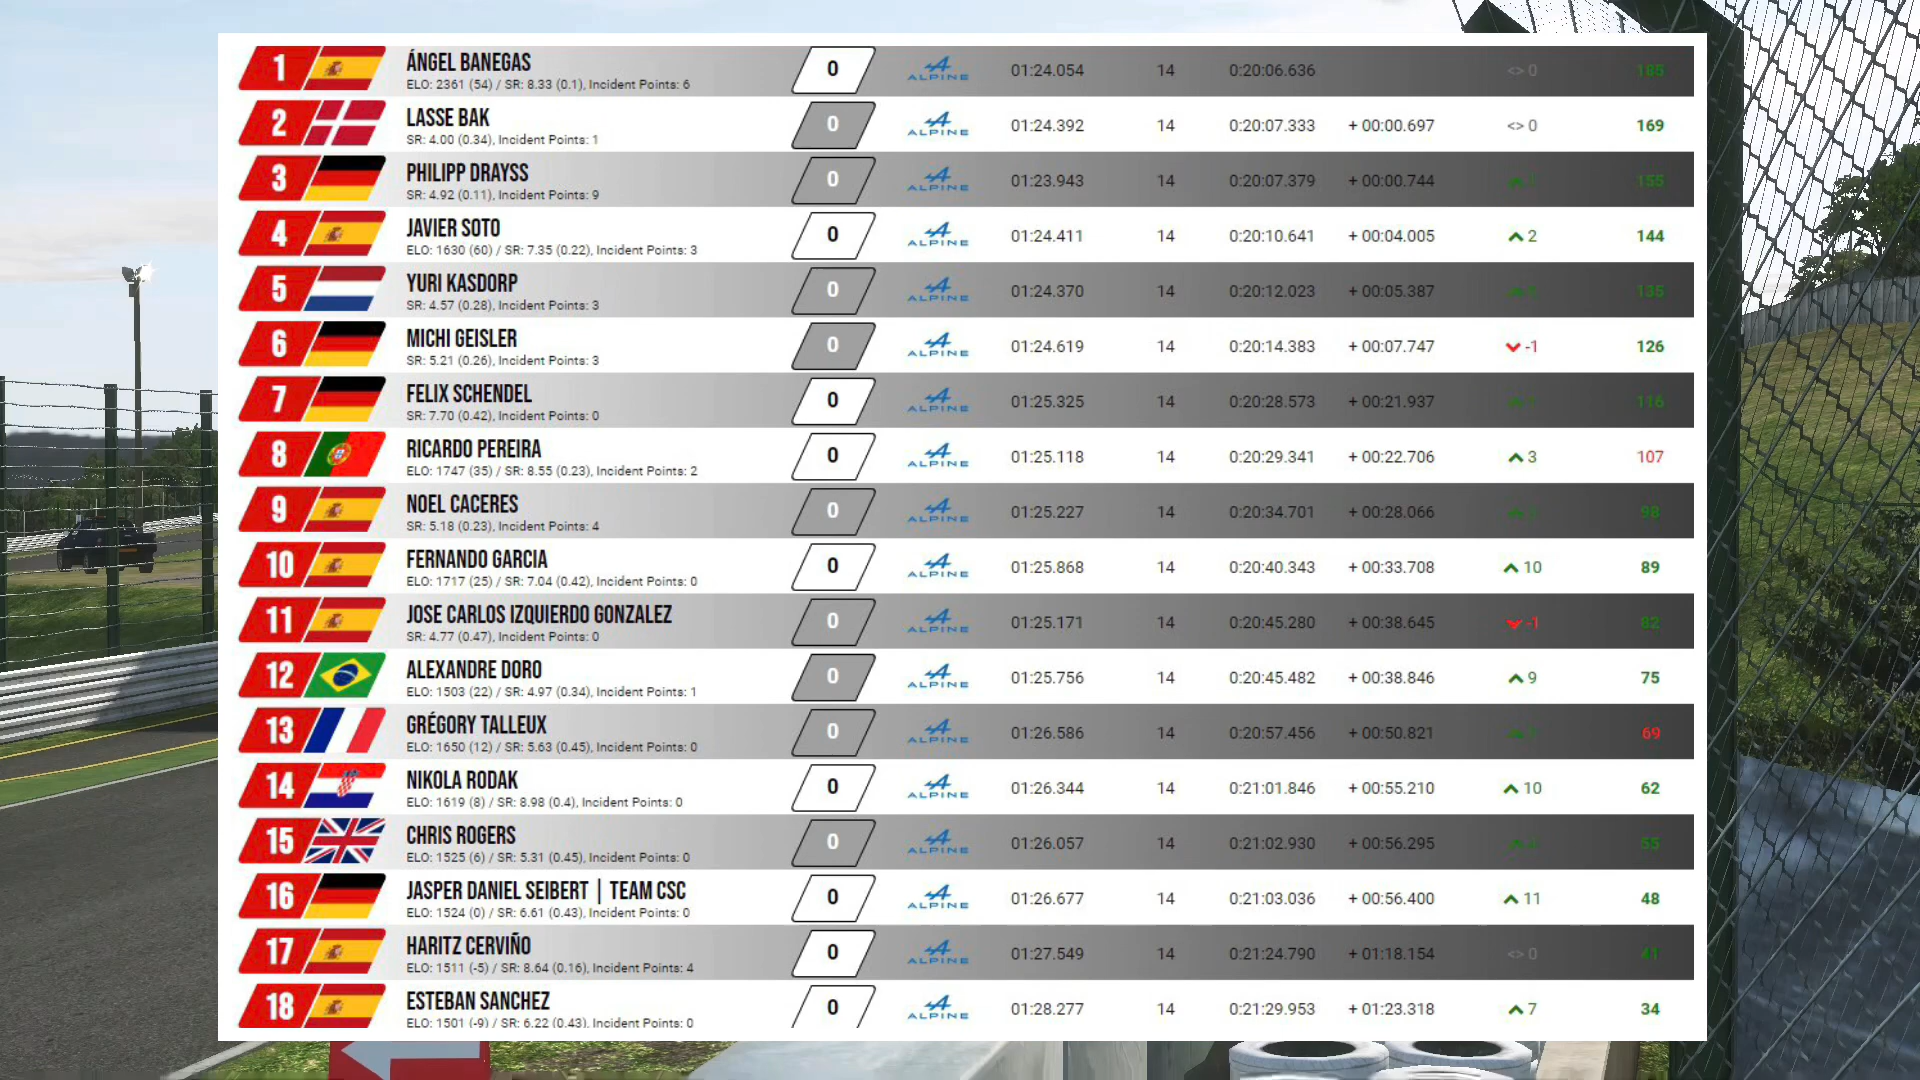 1 ÁNGEL BANEGAS 0 ALPINE 01:24.054 14 0:20:06.636 <> 0 185
ELO: 2361 (54) / SR: 8.33 (0.1), Incident Points: 6
2 LASSE BAK 0 ALPINE 01:24.392 14 0:20:07.333 + 00:00.697 <> 0 169
SR: 4.00 (0.34), Incident Points: 1
3 PHILIPP DRAYSS 0 ALPINE 01:23.943 14 0:20:07.379 + 00:00.744 155
SR: 4.92 (0.11), Incident Points: 9
4 JAVIER SOTO 0 ALPINE 01:24.411 14 0:20:10.641 + 00:04.005 2 144
ELO: 1630 (60) / SR: 7.35 (0.22), Incident Points: 3
5 YURI KASDORP 0 ALPINE 01:24.370 14 0:20:12.023 + 00:05.387 135
SR: 4.57 (0.28), Incident Points: 3
6 MICHI GEISLER 0 ALPINE 01:24.619 14 0:20:14.383 + 00:07.747 -1 126
SR: 5.21 (0.26), Incident Points: 3
7 FELIX SCHENDEL 0 ALPINE 01:25.325 14 0:20:28.573 + 00:21.937 116
SR: 7.70 (0.42), Incident Points: 0
8 RICARDO PEREIRA 0 ALPINE 01:25.118 14 0:20:29.341 + 00:22.706 3 107
ELO: 1747 (35) / SR: 8.55 (0.23), Incident Points: 2
9 NOEL CACERES 0 ALPINE 01:25.227 14 0:20:34.701 + 00:28.066 98
SR: 5.18 (0.23), Incident Points: 4
10 FERNANDO GARCIA 0 ALPINE 01:25.868 14 0:20:40.343 + 00:33.708 10 89
ELO: 1717 (25) / SR: 7.04 (0.42), Incident Points: 0
11 JOSE CARLOS IZQUIERDO GONZALEZ 0 ALPINE 01:25.171 14 0:20:45.280 + 00:38.645 -1 82
SR: 4.77 (0.47), Incident Points: 0
12 ALEXANDRE DORO 0 ALPINE 01:25.756 14 0:20:45.482 + 00:38.846 9 75
ELO: 1503 (22) / SR: 4.97 (0.34), Incident Points: 1
13 GRÉGORY TALLEUX 0 ALPINE 01:26.586 14 0:20:57.456 + 00:50.821 69
ELO: 1650 (12) / SR: 5.63 (0.45), Incident Points: 0
14 NIKOLA RODAK 0 ALPINE 01:26.344 14 0:21:01.846 + 00:55.210 10 62
ELO: 1619 (8) / SR: 8.98 (0.4), Incident Points: 0
15 CHRIS ROGERS 0 ALPINE 01:26.057 14 0:21:02.930 + 00:56.295 55
ELO: 1525 (6) / SR: 5.31 (0.45), Incident Points: 0
16 JASPER DANIEL SEIBERT | TEAM CSC 0 ALPINE 01:26.677 14 0:21:03.036 + 00:56.400 11 48
ELO: 1524 (0) / SR: 6.61 (0.43), Incident Points: 0
17 HARITZ CERVIÑO 0 ALPINE 01:27.549 14 0:21:24.790 + 01:18.154 <> 0 41
ELO: 1511 (-5) / SR: 8.64 (0.16), Incident Points: 4
18 ESTEBAN SANCHEZ 0 ALPINE 01:28.277 14 0:21:29.953 + 01:23.318 7 34
ELO: 1501 (-9) / SR: 6.22 (0.43), Incident Points: 0